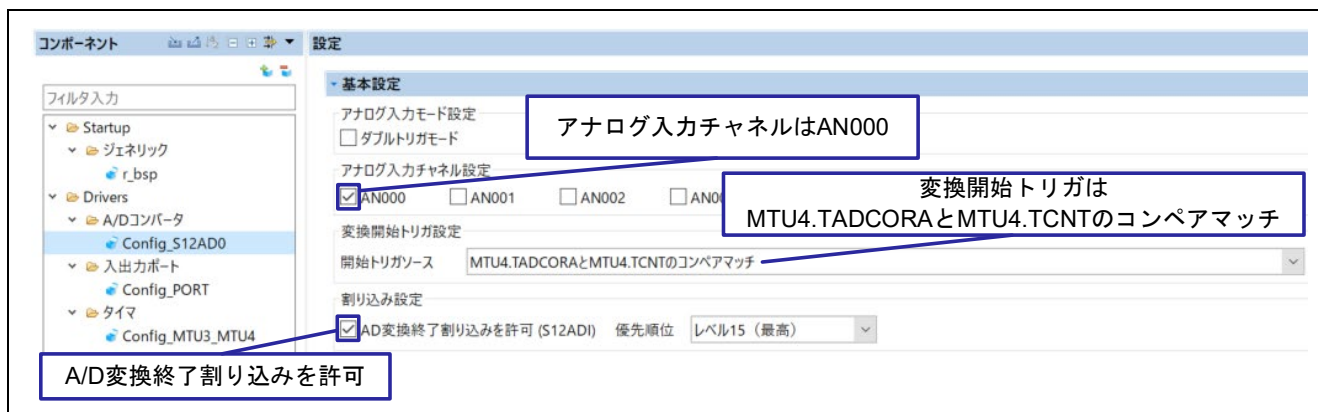 コンポーネント
フィルタ入力
Startup
ジェネリック
r_bsp
Drivers
A/Dコンバータ
Config_S12AD0
入出力ポート
Config_PORT
タイマ
Config_MTU3_MTU4
設定
基本設定
アナログ入力モード設定
ダブルトリガモード
アナログ入力チャネルはAN000
アナログ入力チャネル設定
AN000 AN001 AN002
変換開始トリガは
MTU4.TADCORAとMTU4.TCNTのコンペアマッチ
変換開始トリガ設定
開始トリガソース MTU4.TADCORAとMTU4.TCNTのコンペアマッチ
割り込み設定
AD変換終了割り込みを許可 (S12ADI) 優先順位 レベル15（最高）
A/D変換終了割り込みを許可